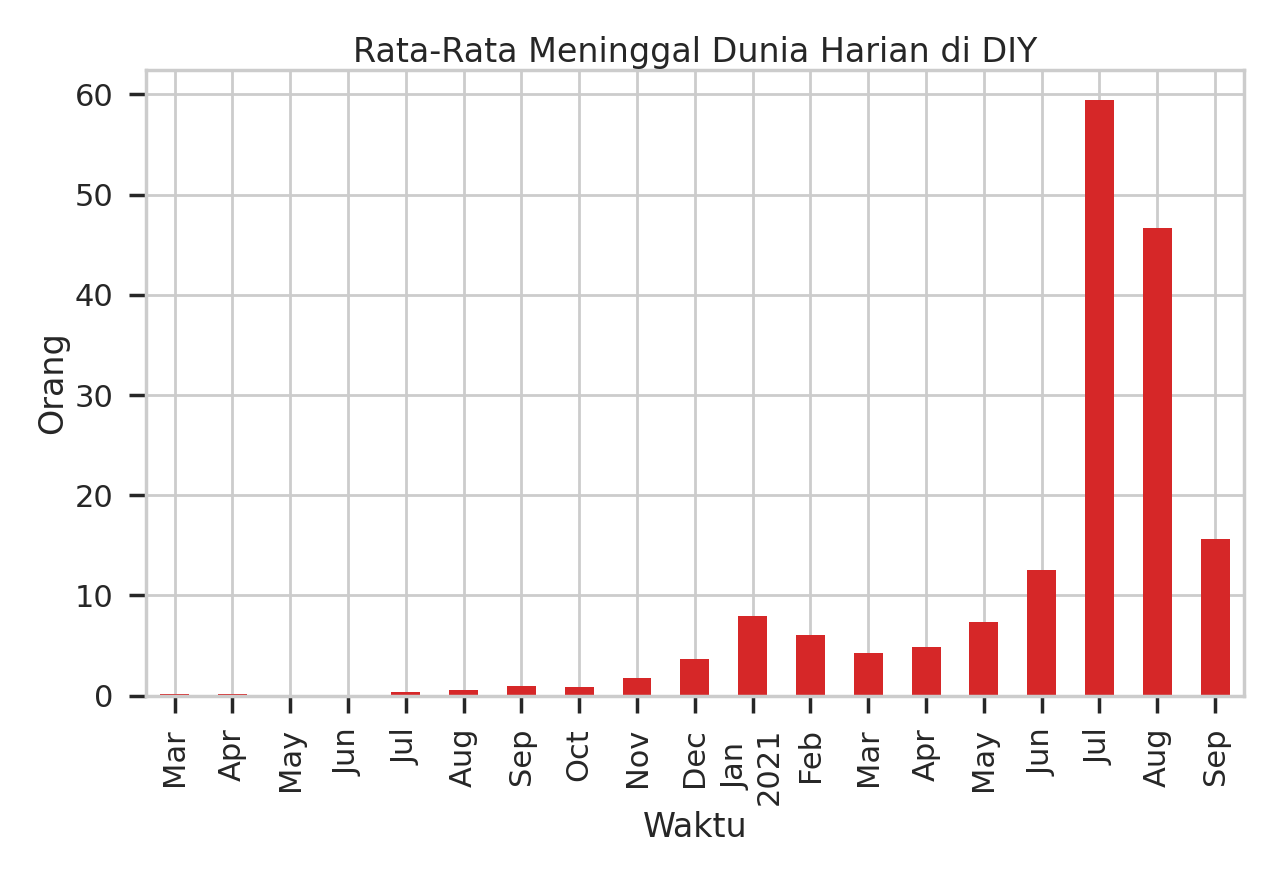 Rata-Rata Meninggal Dunia Harian di DIY
60
50
40
30
20
10
0
Orang
Mar
Apr
May
Jun
Jul
Aug
Sep
Oct
Nov
Dec
Jan
2021
Feb
Mar
Apr
May
Jun
Jul
Aug
Sep
Waktu